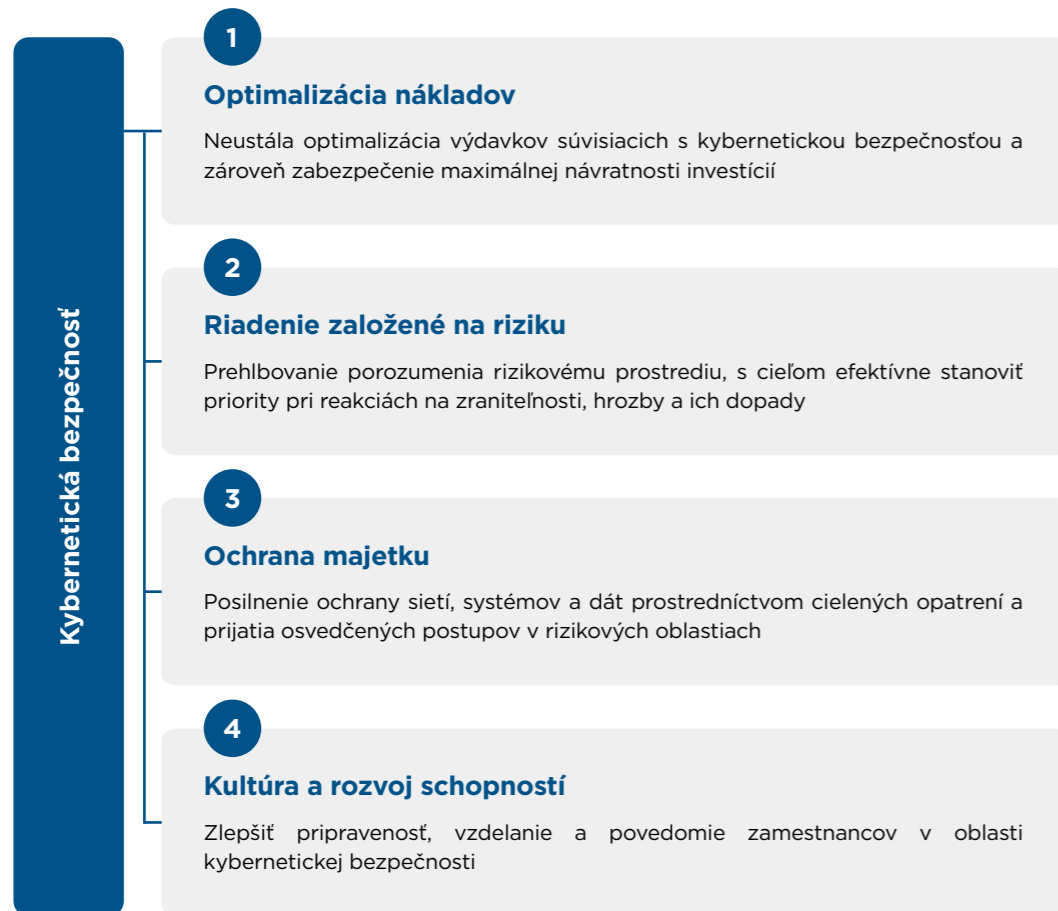 Kybernetická bezpečnosť
1
Optimalizácia nákladov
Neustála optimalizácia výdavkov súvisiacich s kybernetickou bezpečnosťou a
zároveň zabezpečenie maximálnej návratnosti investícií
2
Riadenie založené na riziku
Prehlbovanie porozumenia rizikovému prostrediu, s cieľom efektívne stanoviť
priority pri reakciách na zraniteľnosti, hrozby a ich dopady
3
Ochrana majetku
Posilnenie ochrany sietí, systémov a dát prostredníctvom cielených opatrení a
prijatia osvedčených postupov v rizikových oblastiach
4
Kultúra a rozvoj schopností
Zlepšiť pripravenosť, vzdelanie a povedomie zamestnancov v oblasti
kybernetickej bezpečnosti